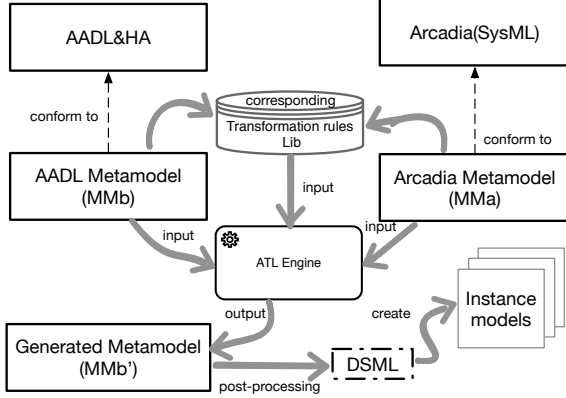 AADL&HA
Arcadia(SysML)
corresponding
Transformation rules
Lib
conform to
conform to
AADL Metamodel
(MMb)
Arcadia Metamodel
(MMa)
input
input
input
ATL Engine
output
create
Instance
models
Generated Metamodel
(MMb')
post-processing
DSML